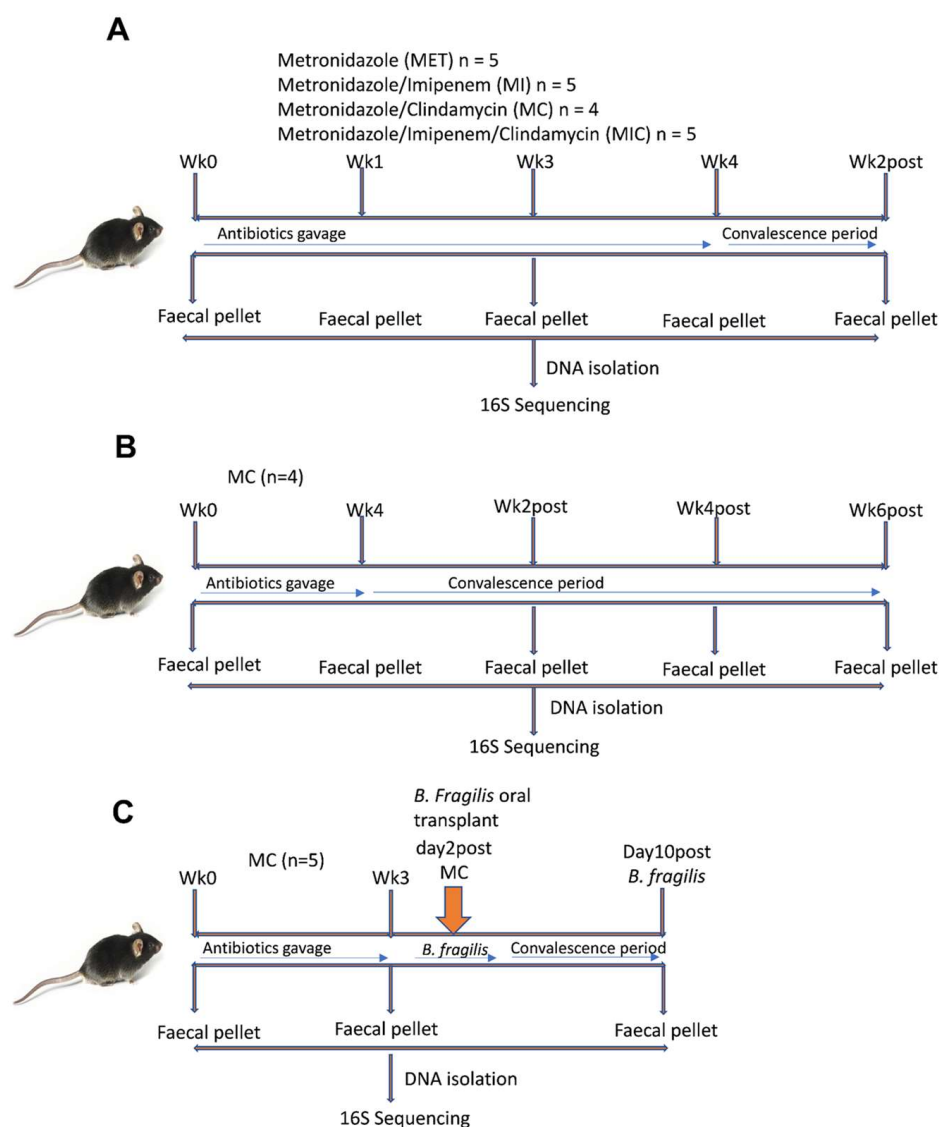 A
Metronidazole (MET) n = 5
Metronidazole/Imipenem (MI) n = 5
Metronidazole/Clindamycin (MC) n = 4
Metronidazole/Imipenem/Clindamycin (MIC) n = 5
Wk0 Wk1 Wk3 Wk4 Wk2post
Antibiotics gavage Convalescence period
Faecal pellet Faecal pellet Faecal pellet Faecal pellet Faecal pellet
DNA isolation
16S Sequencing
B
MC (n=4)
Wk0 Wk4 Wk2post Wk4post Wk6post
Antibiotics gavage Convalescence period
Faecal pellet Faecal pellet Faecal pellet Faecal pellet Faecal pellet
DNA isolation
16S Sequencing
C
B. Fragilis oral
transplant
day2post
MC
MC (n=5)
Wk0 Wk3
Day10post
B. fragilis
Antibiotics gavage B. fragilis Convalescence period
Faecal pellet Faecal pellet Faecal pellet
DNA isolation
16S Sequencing